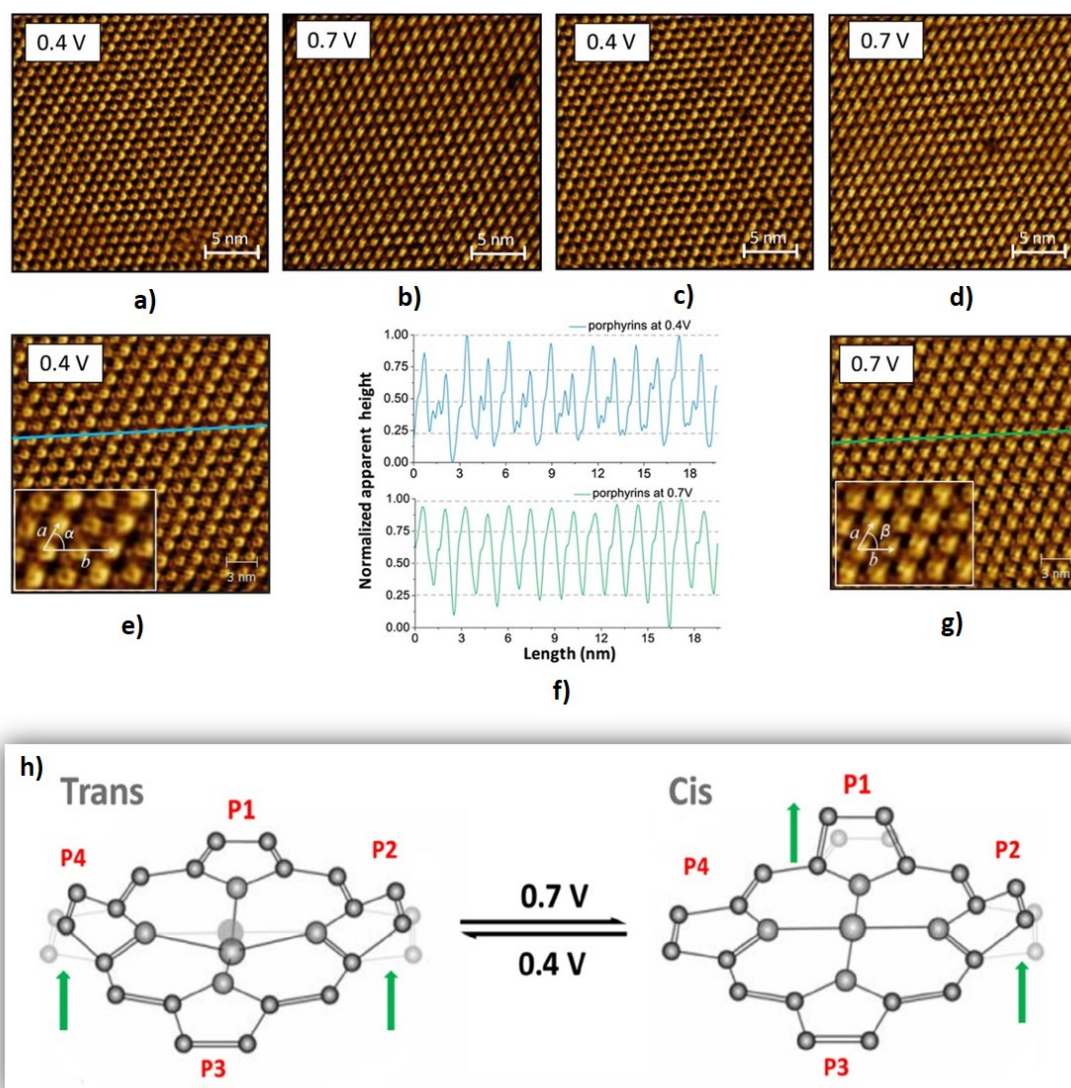 0.4 V
0.7 V
0.4 V
0.7 V
5 nm
5 nm
5 nm
5 nm
a)
b)
c)
d)
0.4 V
a
α
b
3 nm
e)
Normalized apparent height
porphyrins at 0.4V
1.00
0.75
0.50
0.25
0.00
0 3 6 9 12 15 18
porphyrins at 0.7V
1.00
0.75
0.50
0.25
0.00
0 3 6 9 12 15 18
Length (nm)
f)
0.7 V
a
β
b
3 nm
g)
h)
Trans
P1
P2
P4
P3
0.7 V
0.4 V
Cis
P1
P2
P4
P3